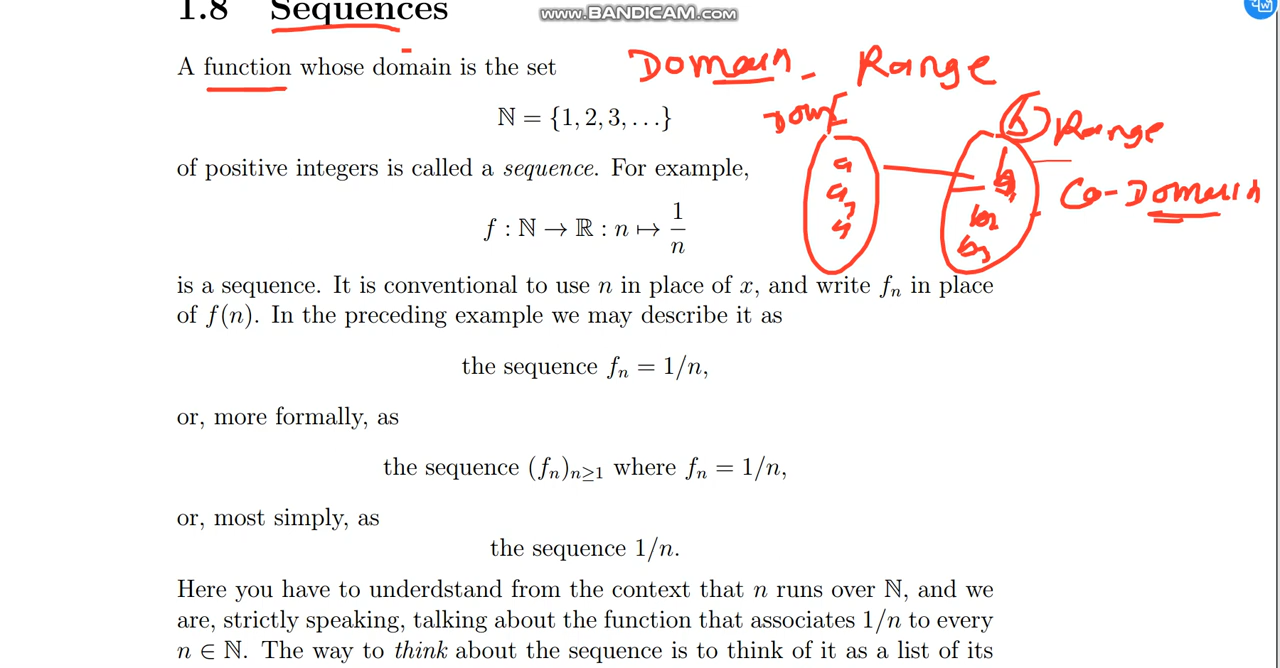 1.8 Sequences
www.BANDICAM.com
A function whose domain is the set
Domain - Range
ℕ = {1, 2, 3, . . .}
Range
of positive integers is called a sequence. For example,
Co-Domain
f : ℕ → ℝ : n ↦ 1/n
is a sequence. It is conventional to use n in place of x, and write fₙ in place
of f(n). In the preceding example we may describe it as
the sequence fₙ = 1/n,
or, more formally, as
the sequence (fₙ)ₙ≥₁ where fₙ = 1/n,
or, most simply, as
the sequence 1/n.
Here you have to underdstand from the context that n runs over ℕ, and we
are, strictly speaking, talking about the function that associates 1/n to every
n ∈ ℕ. The way to think about the sequence is to think of it as a list of its